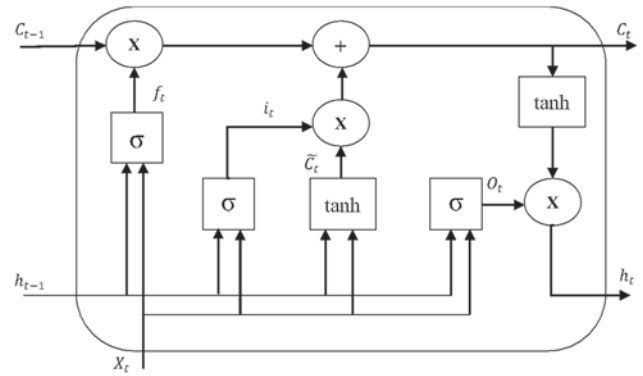 C_{t-1} x + C_t
f_t i_t x tanh
σ C̃_t
σ tanh σ O_t x
h_{t-1} h_t
X_t